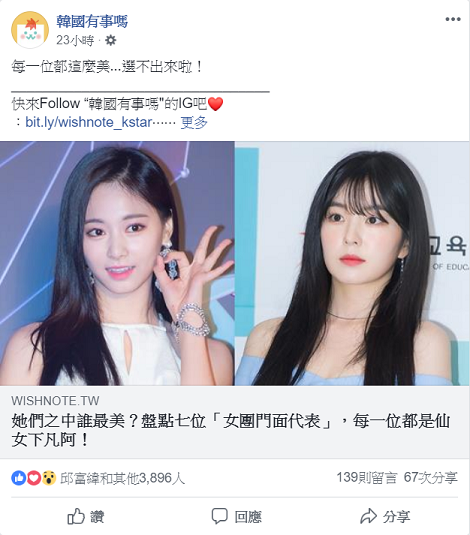 韓國有事嗎
23小時 ·
每一位都這麼美...選不出來啦！
快來Follow “韓國有事嗎"的IG吧❤️
：bit.ly/wishnote_kstar⋯⋯ 更多
教育
OF EDUC
WISHNOTE.TW
她們之中誰最美？盤點七位「女團門面代表」，每一位都是仙
女下凡阿！
邱富緯和其他3,896人
139則留言 67次分享
讚 回應 分享